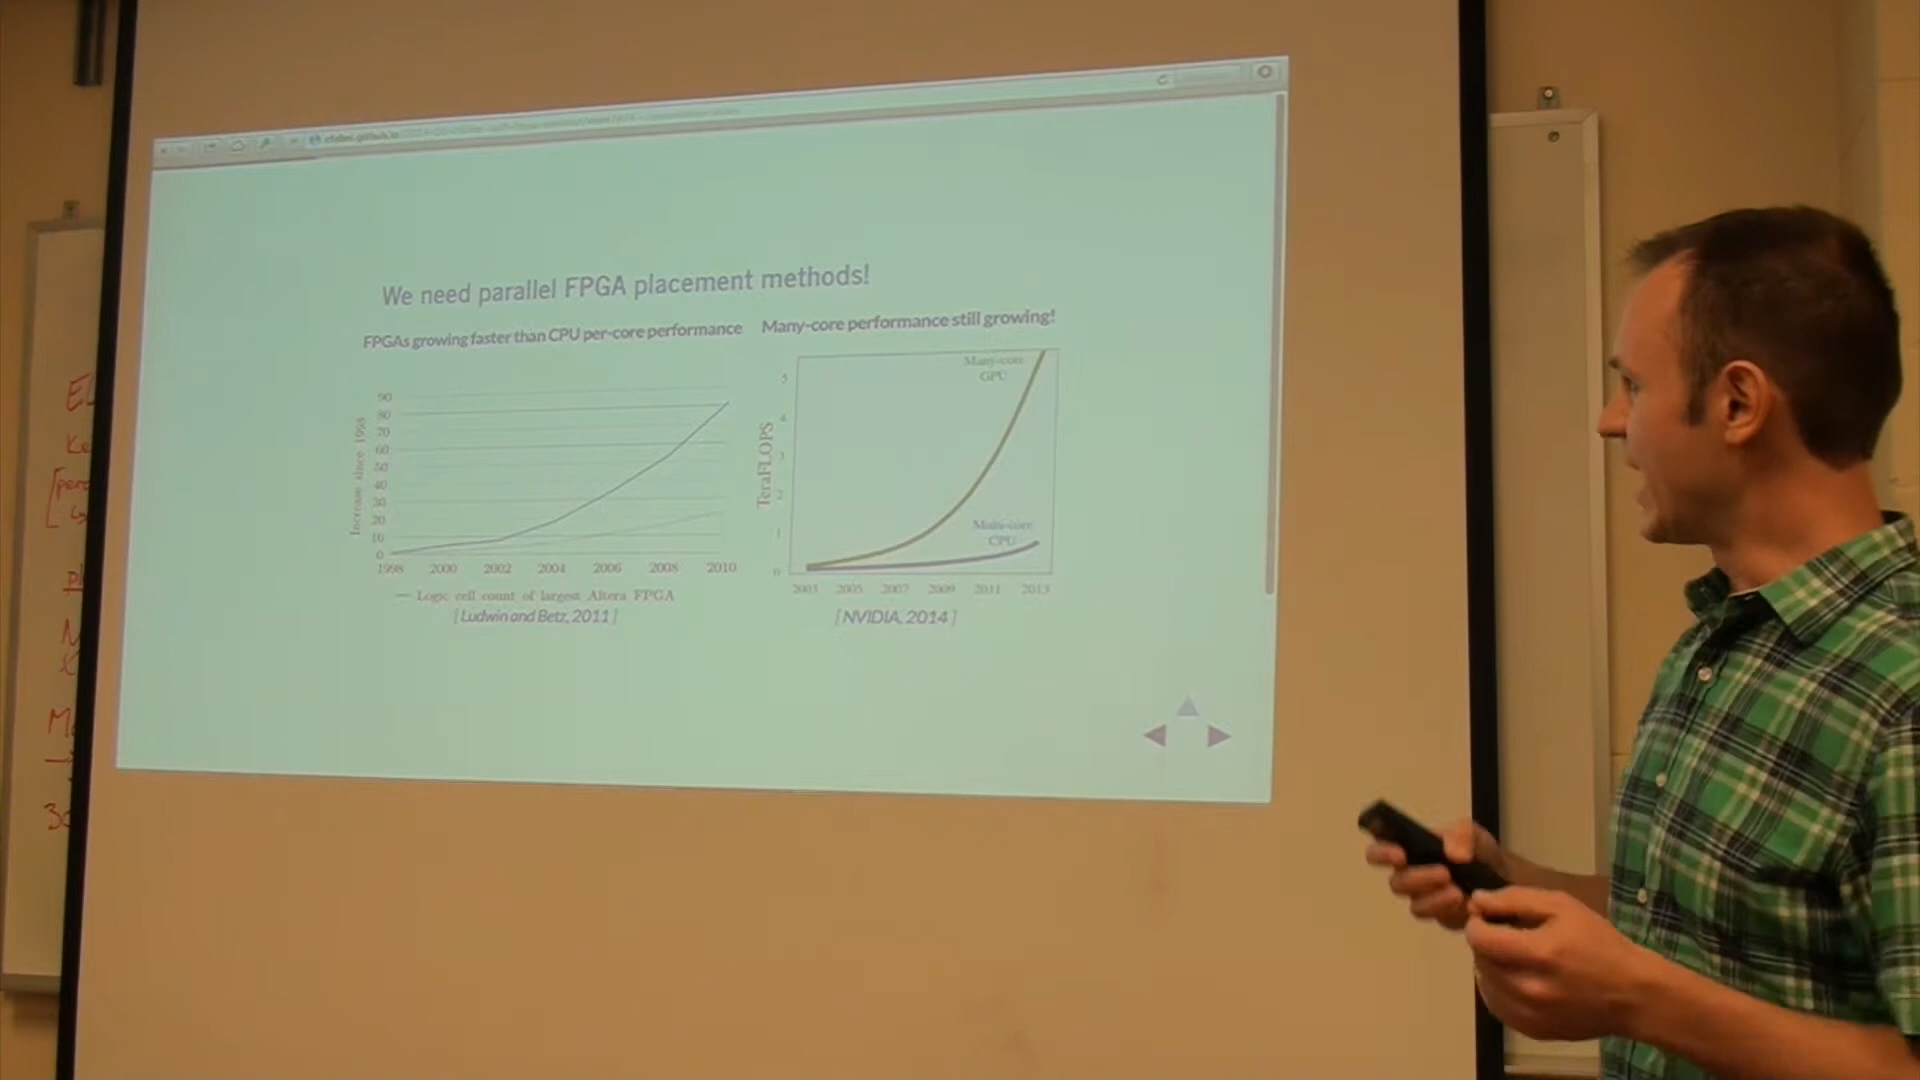 We need parallel FPGA placement methods!
FPGAs growing faster than CPU per-core performance
Increase since 1998
90
80
70
60
50
40
30
20
10
0
1998 2000 2002 2004 2006 2008 2010
— Logic cell count of largest Altera FPGA
[Ludwin and Betz, 2011]
Many-core performance still growing!
TeraFLOPS
5
4
3
2
1
0
Many-core
GPU
Multi-core
CPU
2003 2005 2007 2009 2011 2013
[NVIDIA, 2014]